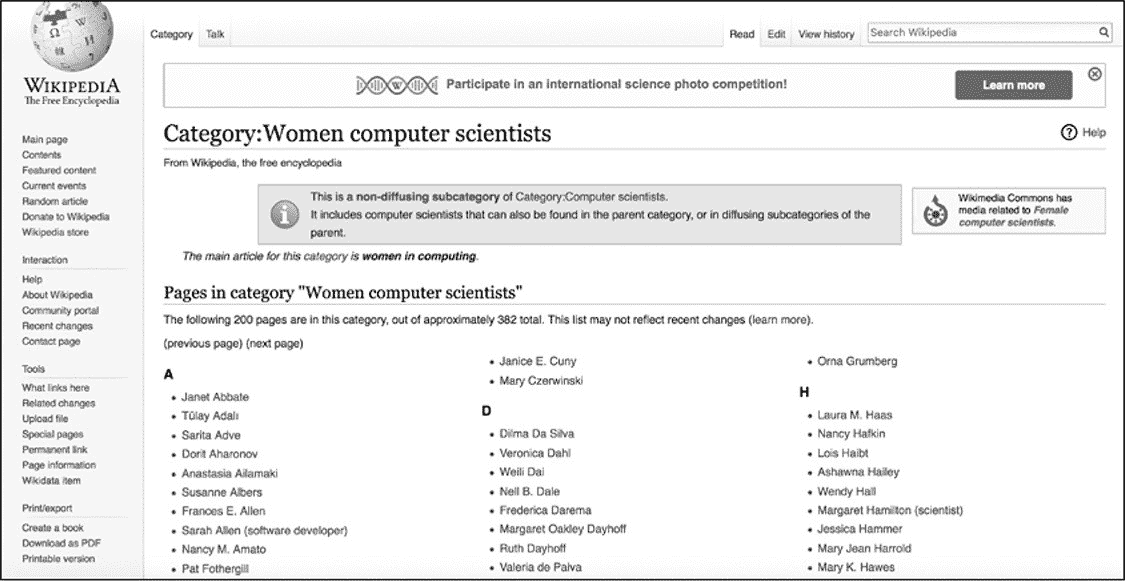 WIKIPEDIA
The Free Encyclopedia
Main page
Contents
Featured content
Current events
Random article
Donate to Wikipedia
Wikipedia store
Interaction
Help
About Wikipedia
Community portal
Recent changes
Contact page
Tools
What links here
Related changes
Upload file
Special pages
Permanent link
Page information
Wikidata item
Print/export
Create a book
Download as PDF
Printable version
Category Talk
Read Edit View history Search Wikipedia
Participate in an international science photo competition!
Learn more
Category:Women computer scientists
Help
From Wikipedia, the free encyclopedia
This is a non-diffusing subcategory of Category:Computer scientists.
It includes computer scientists that can also be found in the parent category, or in diffusing subcategories of the
parent.
Wikimedia Commons has
media related to Female
computer scientists.
The main article for this category is women in computing.
Pages in category "Women computer scientists"
The following 200 pages are in this category, out of approximately 382 total. This list may not reflect recent changes (learn more).
(previous page) (next page)
A
Janet Abbate
Tülay Adalı
Sarita Adve
Dorit Aharonov
Anastasia Ailamaki
Susanne Albers
Frances E. Allen
Sarah Allen (software developer)
Nancy M. Amato
Pat Fothergill
Janice E. Cuny
Mary Czerwinski
D
Dilma Da Silva
Veronica Dahl
Weili Dai
Nell B. Dale
Frederica Darema
Margaret Oakley Dayhoff
Ruth Dayhoff
Valeria de Paiva
Orna Grumberg
H
Laura M. Haas
Nancy Hafkin
Lois Haibt
Ashawna Hailey
Wendy Hall
Margaret Hamilton (scientist)
Jessica Hammer
Mary Jean Harrold
Mary K. Hawes